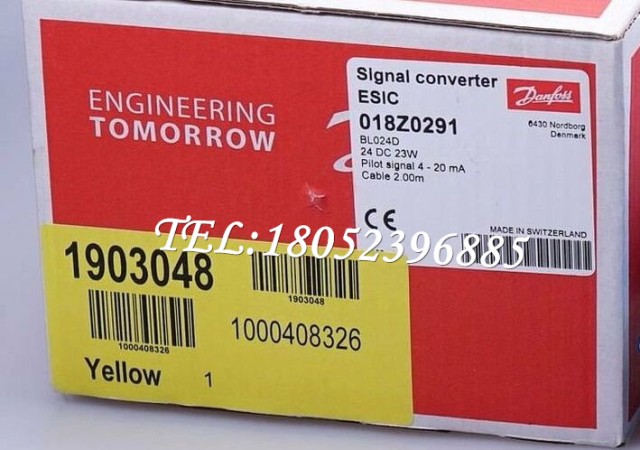 ENGINEERING
TOMORROW
Signal converter
ESIC
018Z0291
BL024D
24 DC 23W
Pilot signal 4 - 20 mA
Cable 2.00m
Danfoss
6430 Nordborg
Denmark
CE
MADE IN SWITZERLAND
TEL:18052396885
1903048
1903048
1000408326
1000408326
Yellow 1